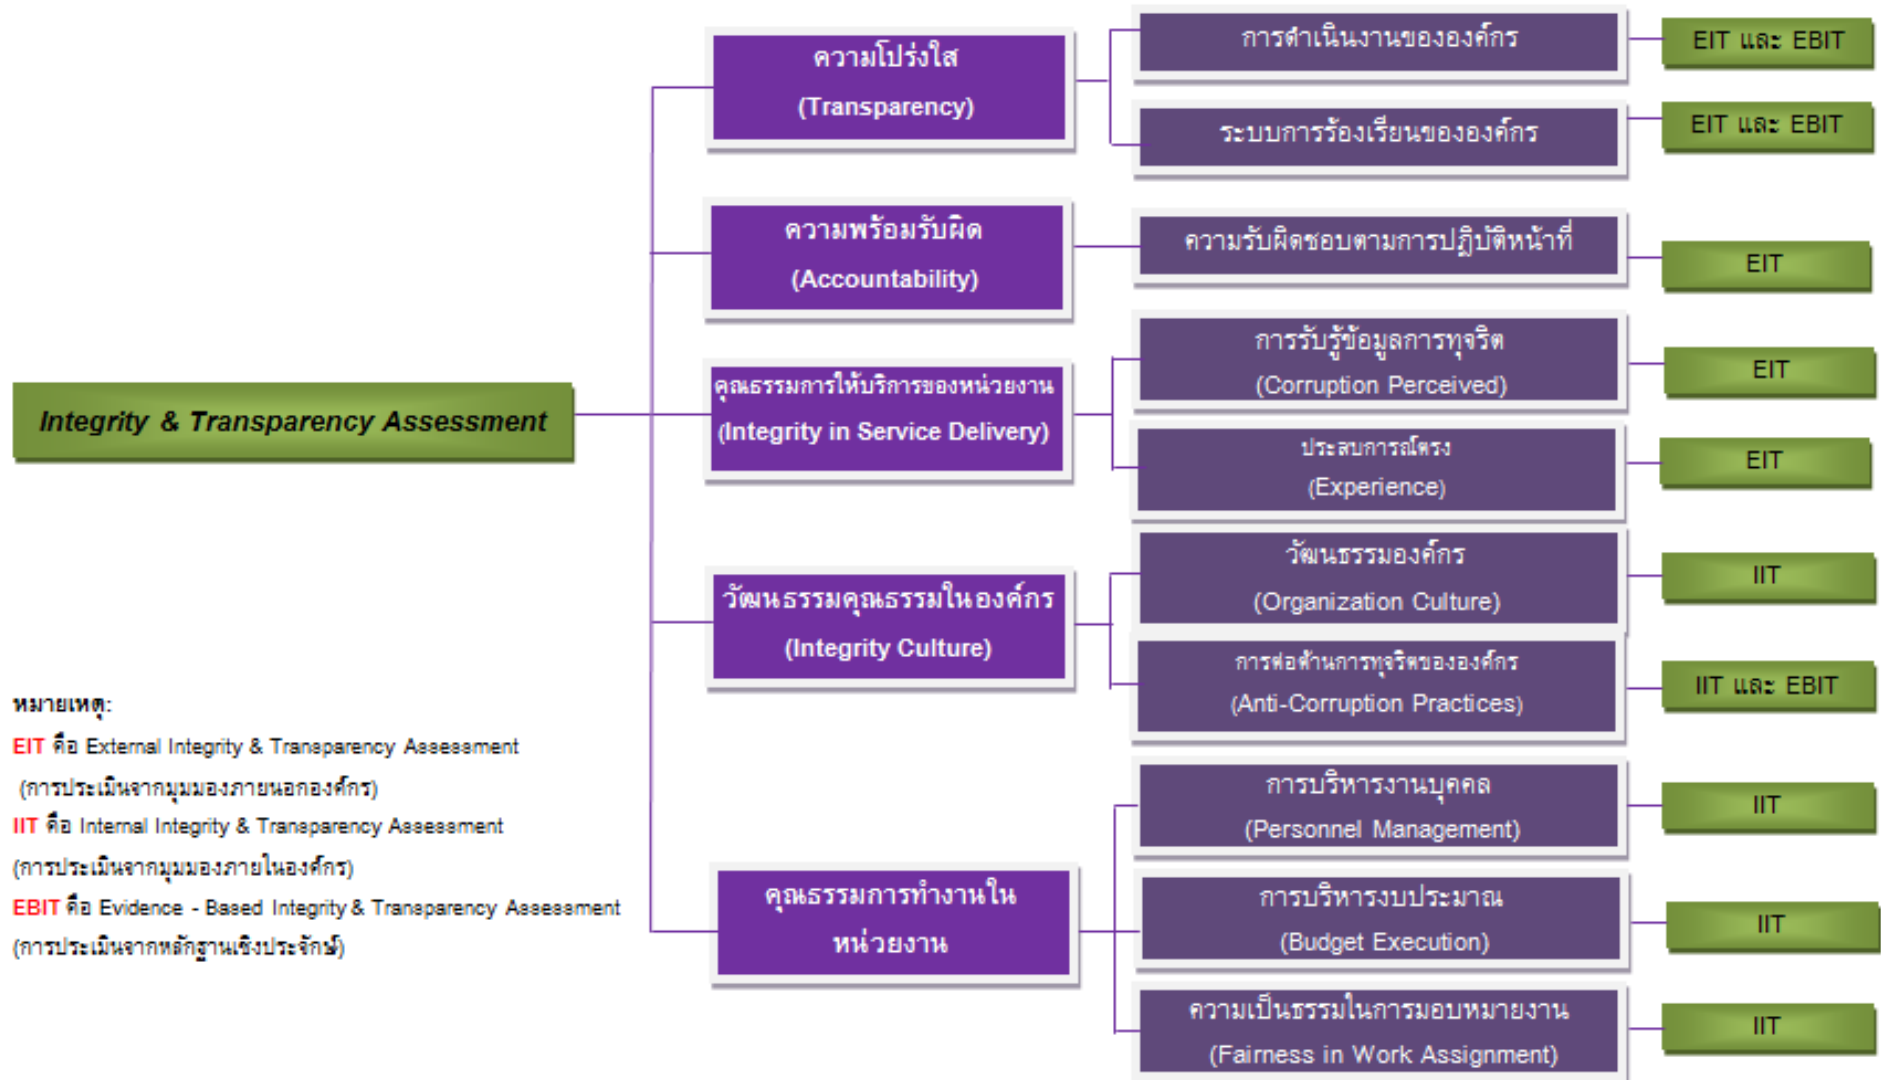 Integrity & Transparency Assessment
ความโปร่งใส
(Transparency)
การดำเนินงานขององค์กร
EIT และ EBIT
ระบบการร้องเรียนขององค์กร
EIT และ EBIT
ความพร้อมรับผิด
(Accountability)
ความรับผิดชอบตามการปฏิบัติหน้าที่
EIT
คุณธรรมการให้บริการของหน่วยงาน
(Integrity in Service Delivery)
การรับรู้ข้อมูลการทุจริต
(Corruption Perceived)
EIT
ประสบการณ์ตรง
(Experience)
EIT
วัฒนธรรมคุณธรรมในองค์กร
(Integrity Culture)
วัฒนธรรมองค์กร
(Organization Culture)
IIT
การต่อต้านการทุจริตขององค์กร
(Anti-Corruption Practices)
IIT และ EBIT
คุณธรรมการทำงานใน
หน่วยงาน
การบริหารงานบุคคล
(Personnel Management)
IIT
การบริหารงบประมาณ
(Budget Execution)
IIT
ความเป็นธรรมในการมอบหมายงาน
(Fairness in Work Assignment)
IIT
หมายเหตุ:
EIT คือ External Integrity & Transparency Assessment
(การประเมินจากมุมมองภายนอกองค์กร)
IIT คือ Internal Integrity & Transparency Assessment
(การประเมินจากมุมมองภายในองค์กร)
EBIT คือ Evidence - Based Integrity & Transparency Assessment
(การประเมินจากหลักฐานเชิงประจักษ์)